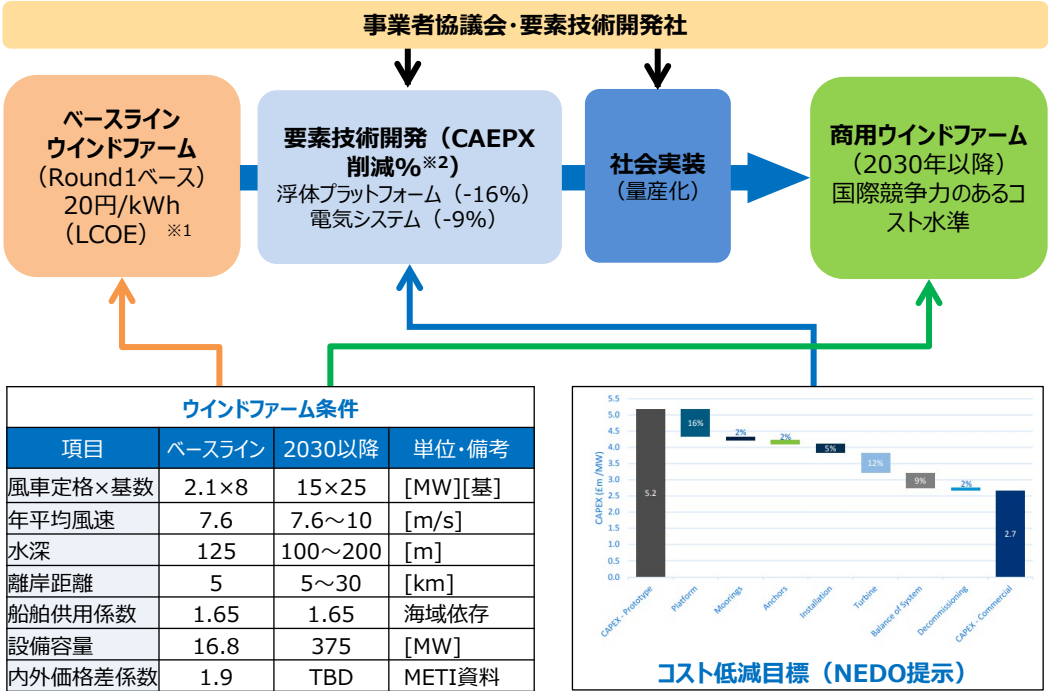 事業者協議会・要素技術開発社
ベースライン
ウインドファーム
（Round1ベース）
20円/kWh
（LCOE） ※1
要素技術開発（CAEPX
削減%※2）
浮体プラットフォーム（-16%）
電気システム（-9%）
社会実装
（量産化）
商用ウインドファーム
（2030年以降）
国際競争力のあるコ
スト水準
ウインドファーム条件
項目 ベースライン 2030以降 単位・備考
風車定格×基数 2.1×8 15×25 [MW][基]
年平均風速 7.6 7.6～10 [m/s]
水深 125 100～200 [m]
離岸距離 5 5～30 [km]
船舶供用係数 1.65 1.65 海域依存
設備容量 16.8 375 [MW]
内外価格差係数 1.9 TBD METI資料
CAPEX (£m /MW)
5.5
5.0
4.5
4.0
3.5
3.0
2.5
2.0
1.5
1.0
0.5
0.0
5.2
16%
2%
2%
5%
12%
9%
2%
2.7
CAPEX - Prototype
Platform
Moorings
Anchors
Installation
Turbine
Balance of System
Decommissioning
CAPEX - Commercial
コスト低減目標（NEDO提示）